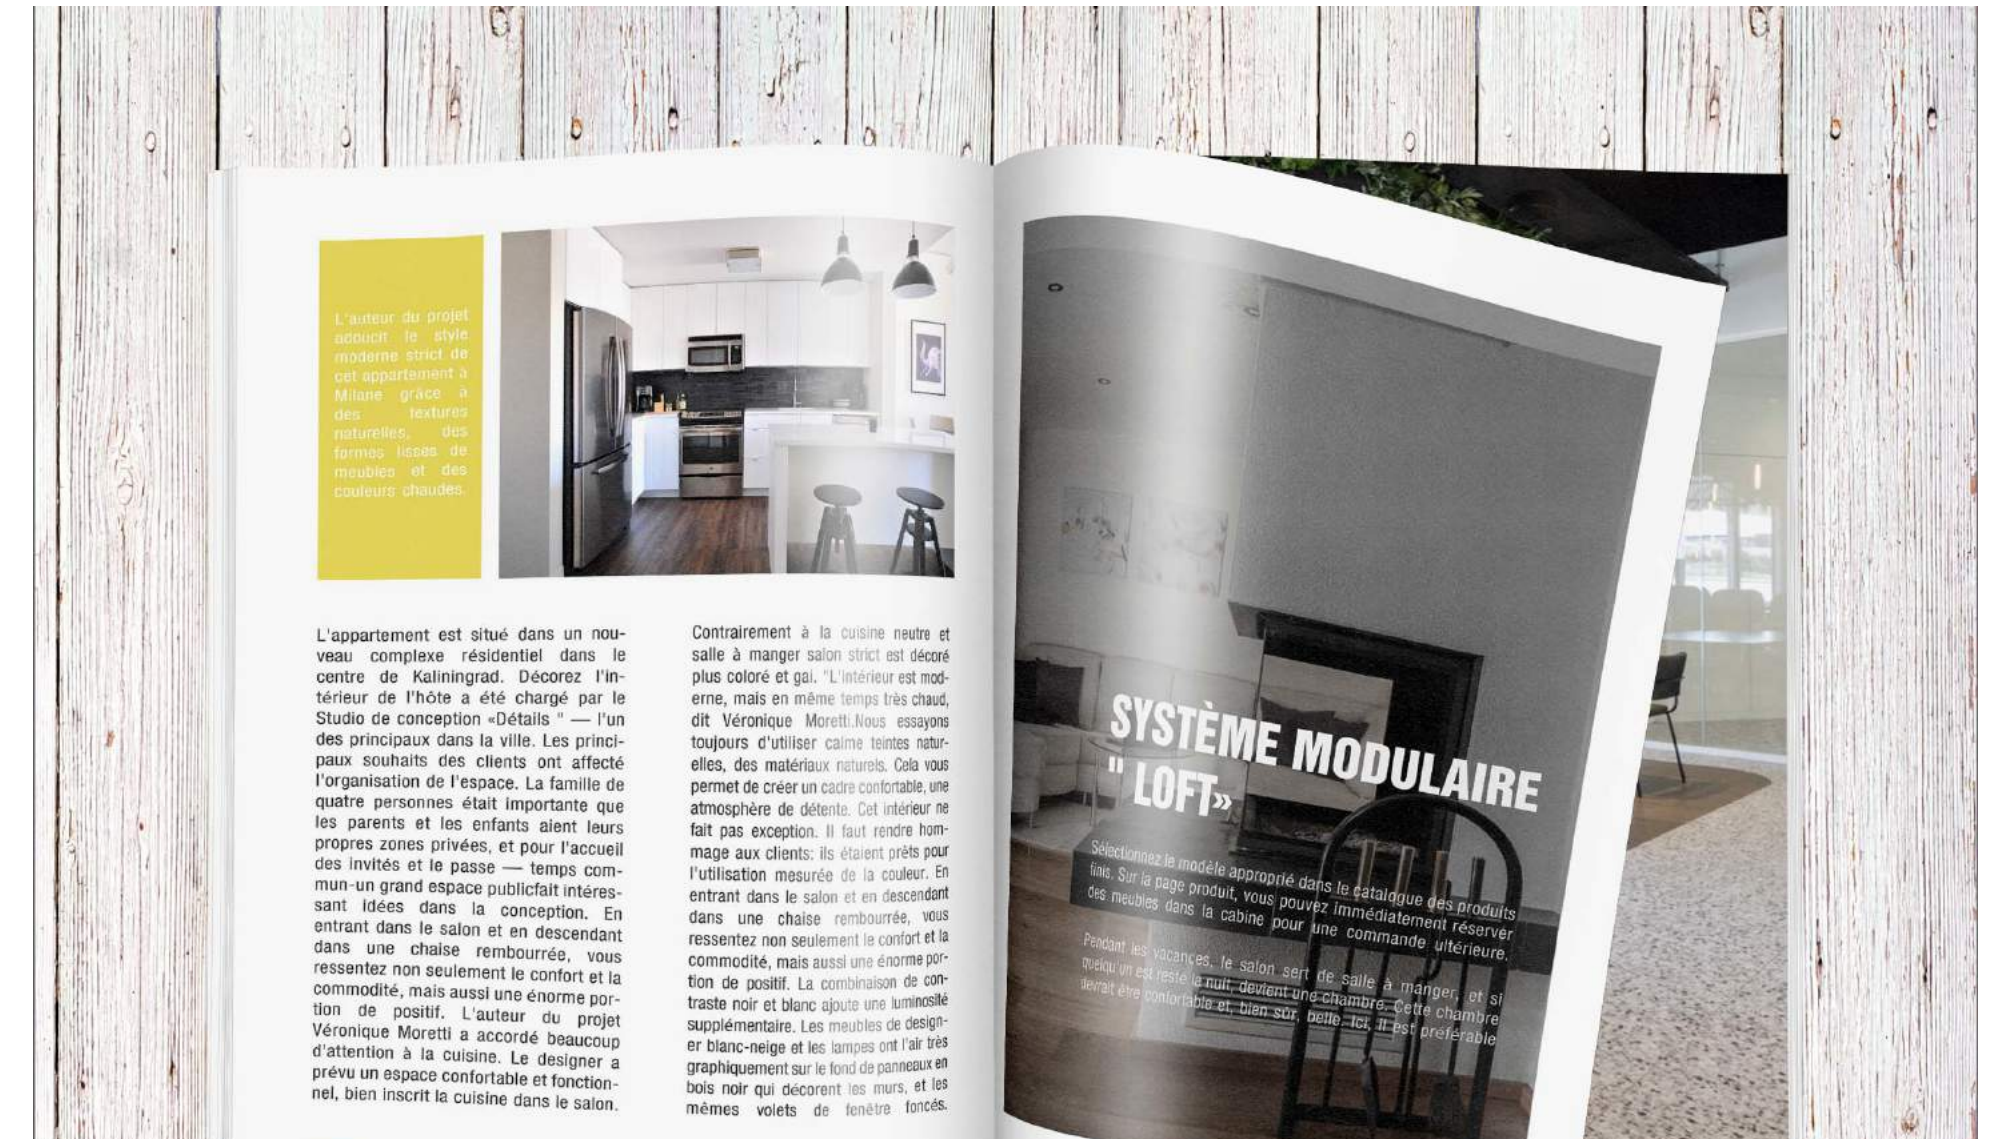 L'auteur du projet
adoucit le style
moderne strict de
cet appartement à
Milane grâce à
des textures
naturelles, des
formes lisses de
meubles et des
couleurs chaudes.
L'appartement est situé dans un nou-
veau complexe résidentiel dans le
centre de Kaliningrad. Décorez l'in-
térieur de l'hôte a été chargé par le
Studio de conception «Détails " — l'un
des principaux dans la ville. Les princi-
paux souhaits des clients ont affecté
l'organisation de l'espace. La famille de
quatre personnes était importante que
les parents et les enfants aient leurs
propres zones privées, et pour l'accueil
des invités et le passe — temps com-
mun-un grand espace publicfait intéres-
sant idées dans la conception. En
entrant dans le salon et en descendant
dans une chaise rembourrée, vous
ressentez non seulement le confort et la
commodité, mais aussi une énorme por-
tion de positif. L'auteur du projet
Véronique Moretti a accordé beaucoup
d'attention à la cuisine. Le designer a
prévu un espace confortable et fonction-
nel, bien inscrit la cuisine dans le salon.
Contrairement à la cuisine neutre et
salle à manger salon strict est décoré
plus coloré et gai. "L'intérieur est mod-
erne, mais en même temps très chaud,
dit Véronique Moretti.Nous essayons
toujours d'utiliser calme teintes natur-
elles, des matériaux naturels. Cela vous
permet de créer un cadre confortable, une
atmosphère de détente. Cet intérieur ne
fait pas exception. Il faut rendre hom-
mage aux clients: ils étaient prêts pour
l'utilisation mesurée de la couleur. En
entrant dans le salon et en descendant
dans une chaise rembourrée, vous
ressentez non seulement le confort et la
commodité, mais aussi une énorme por-
tion de positif. La combinaison de con-
traste noir et blanc ajoute une luminosité
supplémentaire. Les meubles de design-
er blanc-neige et les lampes ont l'air très
graphiquement sur le fond de panneaux en
bois noir qui décorent les murs, et les
mêmes volets de fenêtre foncés.
SYSTÈME MODULAIRE
" LOFT»
Sélectionnez le modèle approprié dans le catalogue des produits
finis. Sur la page produit, vous pouvez immédiatement réserver
des meubles dans la cabine pour une commande ultérieure.
Pendant les vacances, le salon sert de salle à manger, et si
quelqu'un est resté la nuit, devient une chambre. Cette chambre
devrait être confortable et, bien sûr, belle. Ici, il est préférable